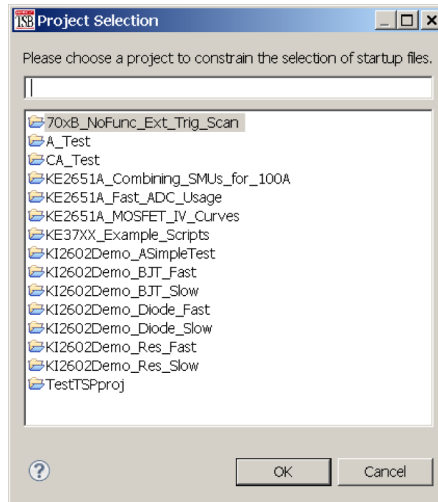 TSB Project Selection
Please choose a project to constrain the selection of startup files.
70xB_NoFunc_Ext_Trig_Scan
A_Test
CA_Test
KE2651A_Combining_SMUs_for_100A
KE2651A_Fast_ADC_Usage
KE2651A_MOSFET_IV_Curves
KE37XX_Example_Scripts
KI2602Demo_ASimpleTest
KI2602Demo_BJT_Fast
KI2602Demo_BJT_Slow
KI2602Demo_Diode_Fast
KI2602Demo_Diode_Slow
KI2602Demo_Res_Fast
KI2602Demo_Res_Slow
TestTSPproj
? OK Cancel